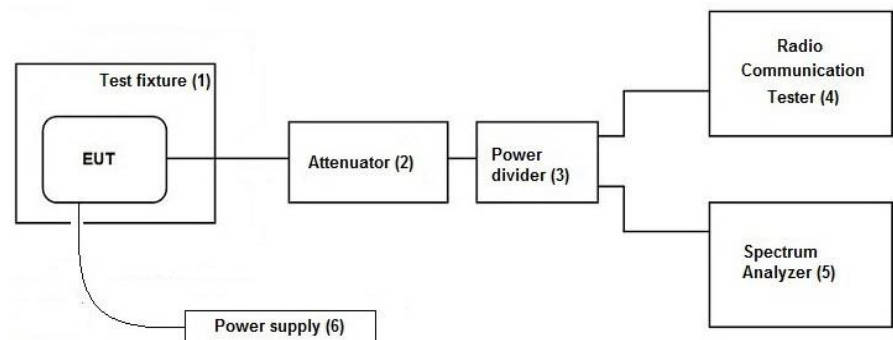 Test fixture (1)
EUT
Attenuator (2)
Power
divider (3)
Radio
Communication
Tester (4)
Spectrum
Analyzer (5)
Power supply (6)